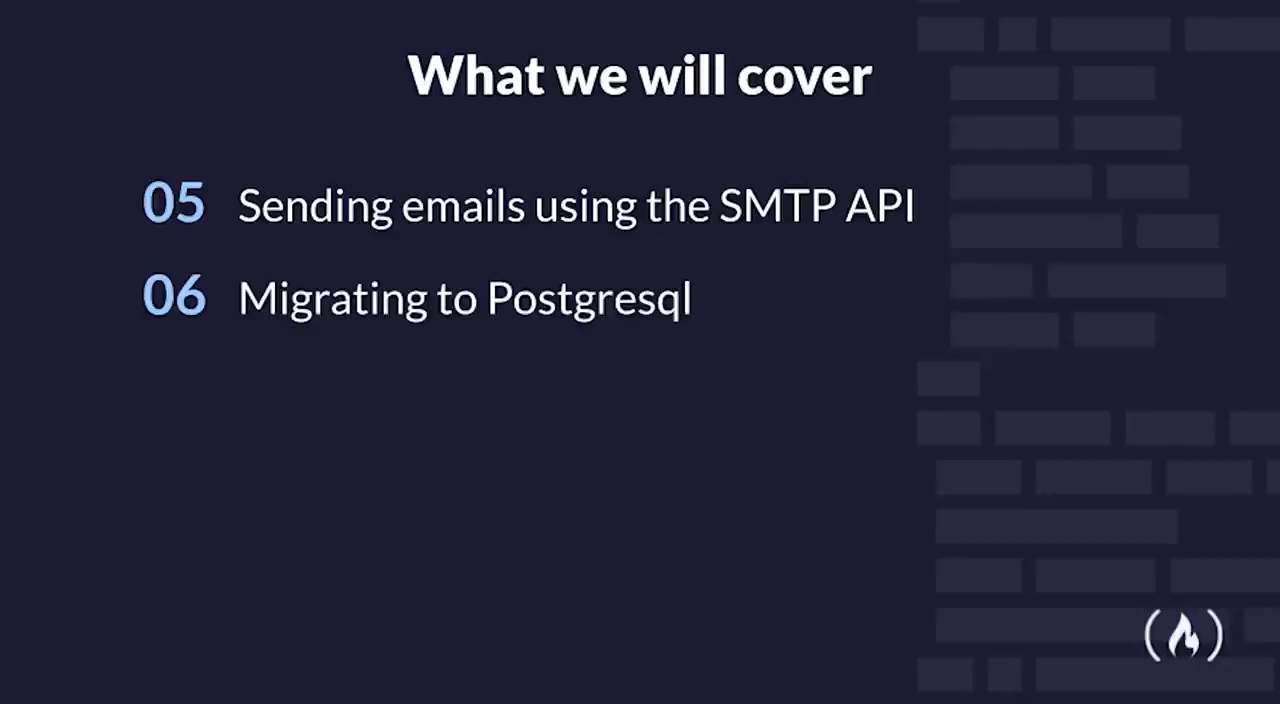 What we will cover
05 Sending emails using the SMTP API
06 Migrating to Postgresql